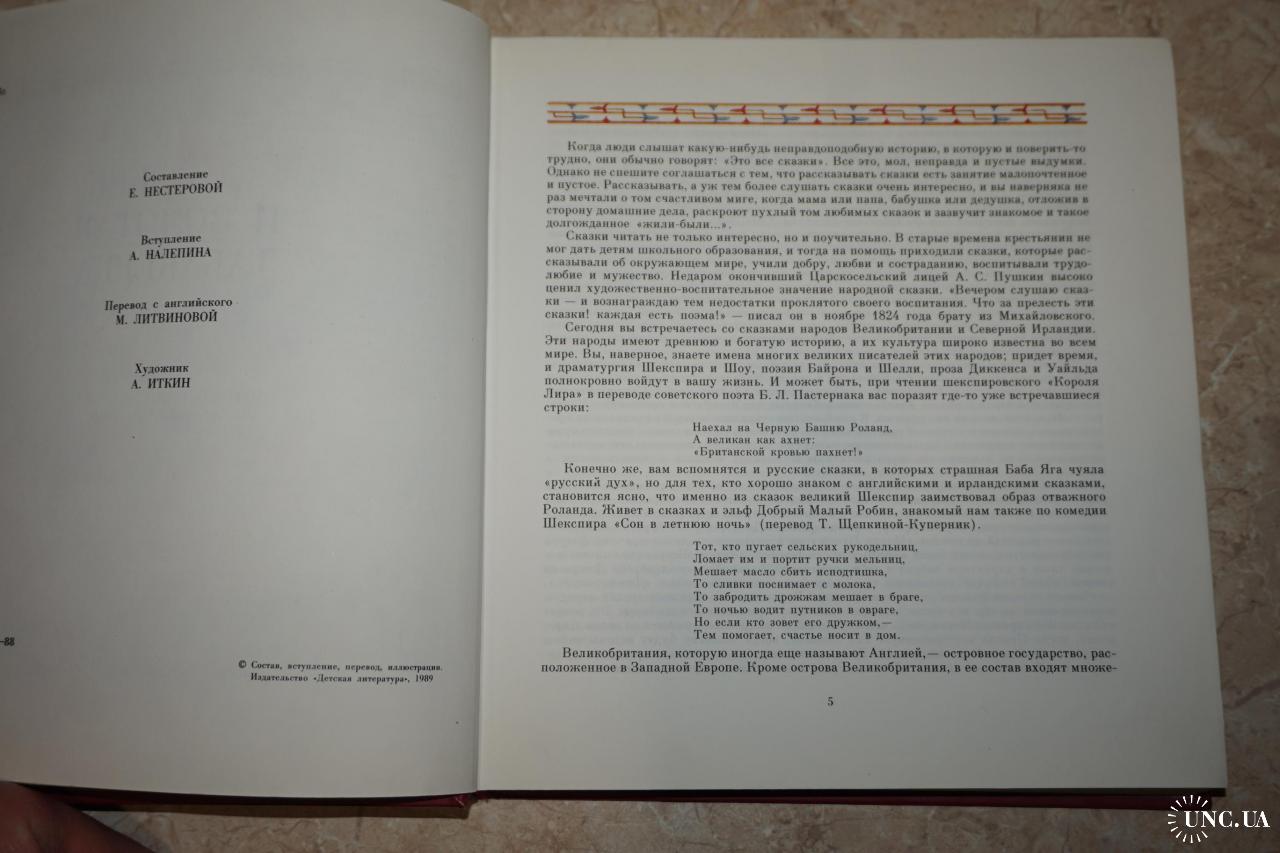 Составление
Е. НЕСТЕРОВОЙ
Вступление
А. НАЛЕПИНА
Перевод с английского
М. ЛИТВИНОВОЙ
Художник
А. ИТКИН
–88
© Состав, вступление, перевод, иллюстрации.
Издательство «Детская литература», 1989
Когда люди слышат какую-нибудь неправдоподобную историю, в которую и поверить-то
трудно, они обычно говорят: «Это все сказки». Все это, мол, неправда и пустые выдумки.
Однако не спешите соглашаться с тем, что рассказывать сказки есть занятие малопочтенное
и пустое. Рассказывать, а уж тем более слушать сказки очень интересно, и вы наверняка не
раз мечтали о том счастливом миге, когда мама или папа, бабушка или дедушка, отложив в
сторону домашние дела, раскроют пухлый том любимых сказок и зазвучит знакомое и такое
долгожданное «жили-были...».
Сказки читать не только интересно, но и поучительно. В старые времена крестьянин не
мог дать детям школьного образования, и тогда на помощь приходили сказки, которые рас-
сказывали об окружающем мире, учили добру, любви и состраданию, воспитывали трудо-
любие и мужество. Недаром окончивший Царскосельский лицей А. С. Пушкин высоко
ценил художественно-воспитательное значение народной сказки. «Вечером слушаю сказ-
ки — и вознаграждаю тем недостатки проклятого своего воспитания. Что за прелесть эти
сказки! каждая есть поэма!» — писал он в ноябре 1824 года брату из Михайловского.
Сегодня вы встречаетесь со сказками народов Великобритании и Северной Ирландии.
Эти народы имеют древнюю и богатую историю, а их культура широко известна во всем
мире. Вы, наверное, знаете имена многих великих писателей этих народов; придет время,
и драматургия Шекспира и Шоу, поэзия Байрона и Шелли, проза Диккенса и Уайльда
полнокровно войдут в вашу жизнь. И может быть, при чтении шекспировского «Короля
Лира» в переводе советского поэта Б. Л. Пастернака вас поразят где-то уже встречавшиеся
строки:
Наехал на Черную Башню Роланд,
А великан как ахнет:
«Британской кровью пахнет!»
Конечно же, вам вспомнятся и русские сказки, в которых страшная Баба Яга чуяла
«русский дух», но для тех, кто хорошо знаком с английскими и ирландскими сказками,
становится ясно, что именно из сказок великий Шекспир заимствовал образ отважного
Роланда. Живет в сказках и эльф Добрый Малый Робин, знакомый нам также по комедии
Шекспира «Сон в летнюю ночь» (перевод Т. Щепкиной-Куперник).
Тот, кто пугает сельских рукодельниц,
Ломает им и портит ручки мельниц,
Мешает масло сбить исподтишка,
То сливки поснимает с молока,
То забродить дрожжам мешает в браге,
То ночью водит путников в овраге,
Но если кто зовет его дружком,—
Тем помогает, счастье носит в дом.
Великобритания, которую иногда еще называют Англией,— островное государство, рас-
положенное в Западной Европе. Кроме острова Великобритания, в ее состав входят множе-
5
UNC.UA